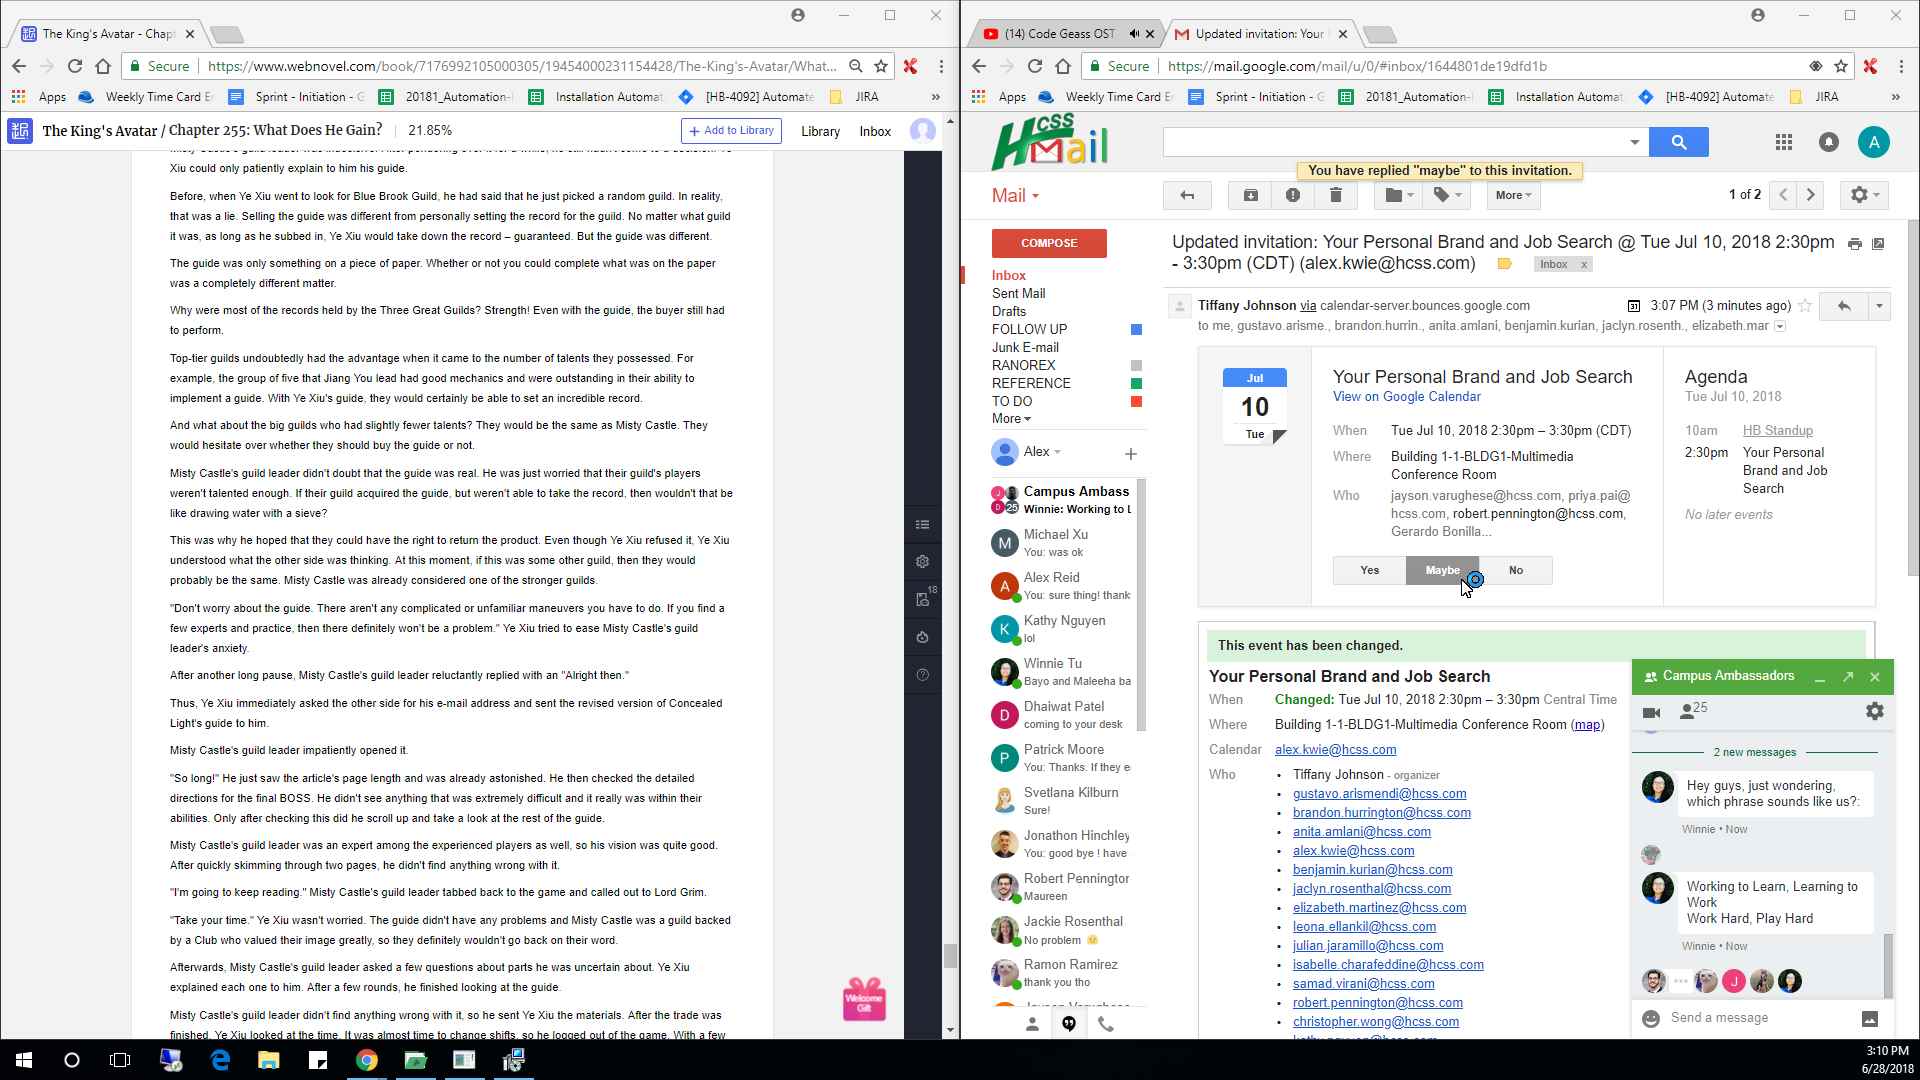 The King's Avatar - Chapt
Secure
https://www.webnovel.com/book/7176992105000305/19454000231154428/The-King's-Avatar/What...
Apps
Weekly Time Card E
Sprint - Initiation - G
20181_Automation-
Installation Automat
[HB-4092] Automate
JIRA
»
The King's Avatar / Chapter 255: What Does He Gain?
21.85%
+ Add to Library
Library
Inbox
Xiu could only patiently explain to him his guide.
Before, when Ye Xiu went to look for Blue Brook Guild, he had said that he just picked a random guild. In reality,
that was a lie. Selling the guide was different from personally setting the record for the guild. No matter what guild
it was, as long as he subbed in, Ye Xiu would take down the record – guaranteed. But the guide was different.
The guide was only something on a piece of paper. Whether or not you could complete what was on the paper
was a completely different matter.
Why were most of the records held by the Three Great Guilds? Strength! Even with the guide, the buyer still had
to perform.
Top-tier guilds undoubtedly had the advantage when it came to the number of talents they possessed. For
example, the group of five that Jiang You lead had good mechanics and were outstanding in their ability to
implement a guide. With Ye Xiu's guide, they would certainly be able to set an incredible record.
And what about the big guilds who had slightly fewer talents? They would be the same as Misty Castle. They
would hesitate over whether they should buy the guide or not.
Misty Castle's guild leader didn't doubt that the guide was real. He was just worried that their guild's players
weren't talented enough. If their guild acquired the guide, but weren't able to take the record, then wouldn't that be
like drawing water with a sieve?
This was why he hoped that they could have the right to return the product. Even though Ye Xiu refused it, Ye Xiu
understood what the other side was thinking. At this moment, if this was some other guild, then they would
probably be the same. Misty Castle was already considered one of the stronger guilds.
"Don't worry about the guide. There aren't any complicated or unfamiliar maneuvers you have to do. If you find a
few experts and practice, then there definitely won't be a problem." Ye Xiu tried to ease Misty Castle's guild
leader's anxiety.
After another long pause, Misty Castle's guild leader reluctantly replied with an "Alright then."
Thus, Ye Xiu immediately asked the other side for his e-mail address and sent the revised version of Concealed
Light's guide to him.
Misty Castle's guild leader impatiently opened it.
"So long!" He just saw the article's page length and was already astonished. He then checked the detailed
directions for the final BOSS. He didn't see anything that was extremely difficult and it really was within their
abilities. Only after checking this did he scroll up and take a look at the rest of the guide.
Misty Castle's guild leader was an expert among the experienced players as well, so his vision was quite good.
After quickly skimming through two pages, he didn't find anything wrong with it.
"I'm going to keep reading." Misty Castle's guild leader tabbed back to the game and called out to Lord Grim.
"Take your time." Ye Xiu wasn't worried. The guide didn't have any problems and Misty Castle was a guild backed
by a Club who valued their image greatly, so they definitely wouldn't go back on their word.
Afterwards, Misty Castle's guild leader asked a few questions about parts he was uncertain about. Ye Xiu
explained each one to him. After a few rounds, he finished looking at the guide.
Misty Castle's guild leader didn't find anything wrong with it, so he sent Ye Xiu the materials. After the trade was
finished, Ye Xiu looked at the time. It was almost time to change shifts, so he logged out of the game. With a few
18
Welcome
Gift
(14) Code Geass OST
Updated invitation: Your
Secure
https://mail.google.com/mail/u/0/#inbox/1644801de19dfd1b
Apps
Weekly Time Card E
Sprint - Initiation - G
20181_Automation-
Installation Automat
[HB-4092] Automate
JIRA
»
HCSS
Mail
A
You have replied "maybe" to this invitation.
Mail
More
1 of 2
COMPOSE
Inbox
Sent Mail
Drafts
FOLLOW UP
Junk E-mail
RANOREX
REFERENCE
TO DO
More
Alex
+
Campus Ambass
Winnie: Working to L
25
Michael Xu
You: was ok
Alex Reid
You: sure thing! thank
Kathy Nguyen
lol
Winnie Tu
Bayo and Maleeha ba
Dhaiwat Patel
coming to your desk
Patrick Moore
You: Thanks. If they e
Svetlana Kilburn
Sure!
Jonathon Hinchley
You: good bye ! have
Robert Pennington
Maureen
Jackie Rosenthal
No problem
Ramon Ramirez
thank you tho
Updated invitation: Your Personal Brand and Job Search @ Tue Jul 10, 2018 2:30pm
- 3:30pm (CDT) (alex.kwie@hcss.com)
Inbox x
Tiffany Johnson via calendar-server.bounces.google.com
31
3:07 PM (3 minutes ago)
to me, gustavo.arisme., brandon.hurrin., anita.amlani, benjamin.kurian, jaclyn.rosenth., elizabeth.mar
Jul
10
Tue
Your Personal Brand and Job Search
View on Google Calendar
When Tue Jul 10, 2018 2:30pm – 3:30pm (CDT)
Where Building 1-1-BLDG1-Multimedia
Conference Room
Who jayson.varughese@hcss.com, priya.pai@
hcss.com, robert.pennington@hcss.com,
Gerardo Bonilla...
Yes
Maybe
No
Agenda
Tue Jul 10, 2018
10am HB Standup
2:30pm Your Personal
Brand and Job
Search
No later events
This event has been changed.
Your Personal Brand and Job Search
When Changed: Tue Jul 10, 2018 2:30pm – 3:30pm Central Time
Where Building 1-1-BLDG1-Multimedia Conference Room (map)
Calendar alex.kwie@hcss.com
Who • Tiffany Johnson - organizer
• gustavo.arismendi@hcss.com
• brandon.hurrington@hcss.com
• anita.amlani@hcss.com
• alex.kwie@hcss.com
• benjamin.kurian@hcss.com
• jaclyn.rosenthal@hcss.com
• elizabeth.martinez@hcss.com
• leona.ellankil@hcss.com
• julian.jaramillo@hcss.com
• isabelle.charafeddine@hcss.com
• samad.virani@hcss.com
• robert.pennington@hcss.com
• christopher.wong@hcss.com
Campus Ambassadors
25
2 new messages
Hey guys, just wondering,
which phrase sounds like us?:
Winnie • Now
Working to Learn, Learning to
Work
Work Hard, Play Hard
Winnie • Now
Send a message
3:10 PM
6/28/2018